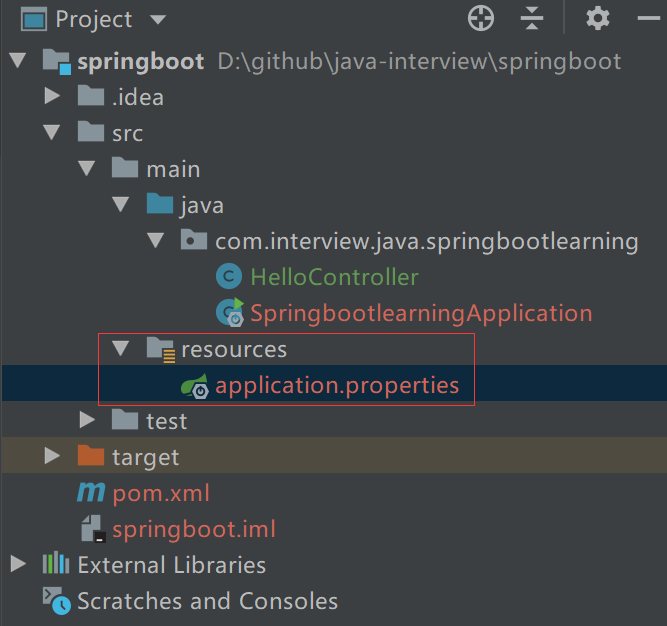 Project
springboot D:\github\java-interview\springboot
.idea
src
main
java
com.interview.java.springbootlearning
HelloController
SpringbootlearningApplication
resources
application.properties
test
target
pom.xml
springboot.iml
External Libraries
Scratches and Consoles